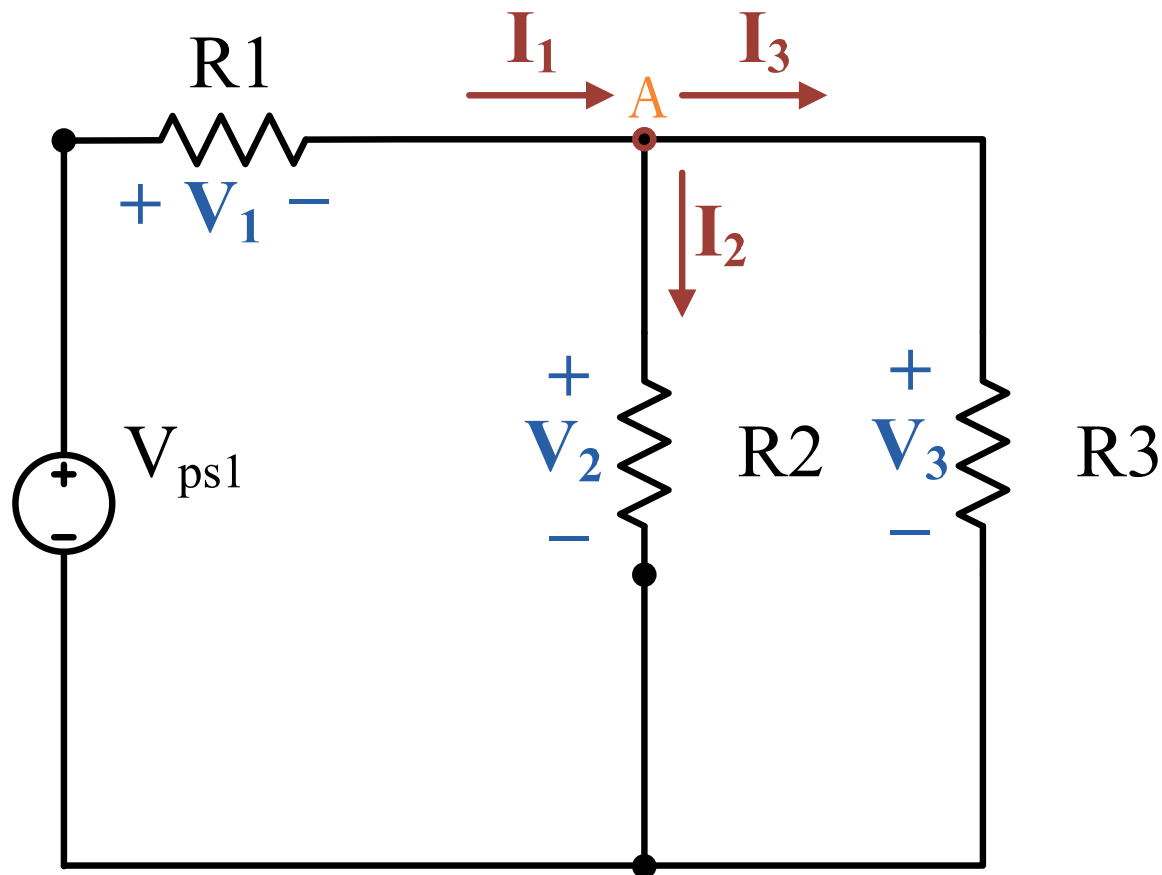 I₁
I₃
R1
A
+ V₁ −
I₂
Vps1
+
−
+
V₂
−
R2
+
V₃
−
R3